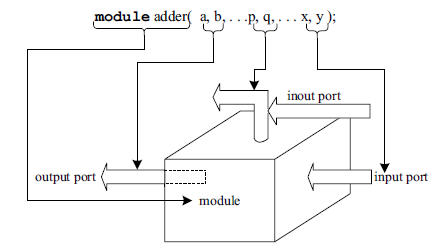 module adder( a, b, . . .p, q, . . . x, y );
inout port
output port
input port
module